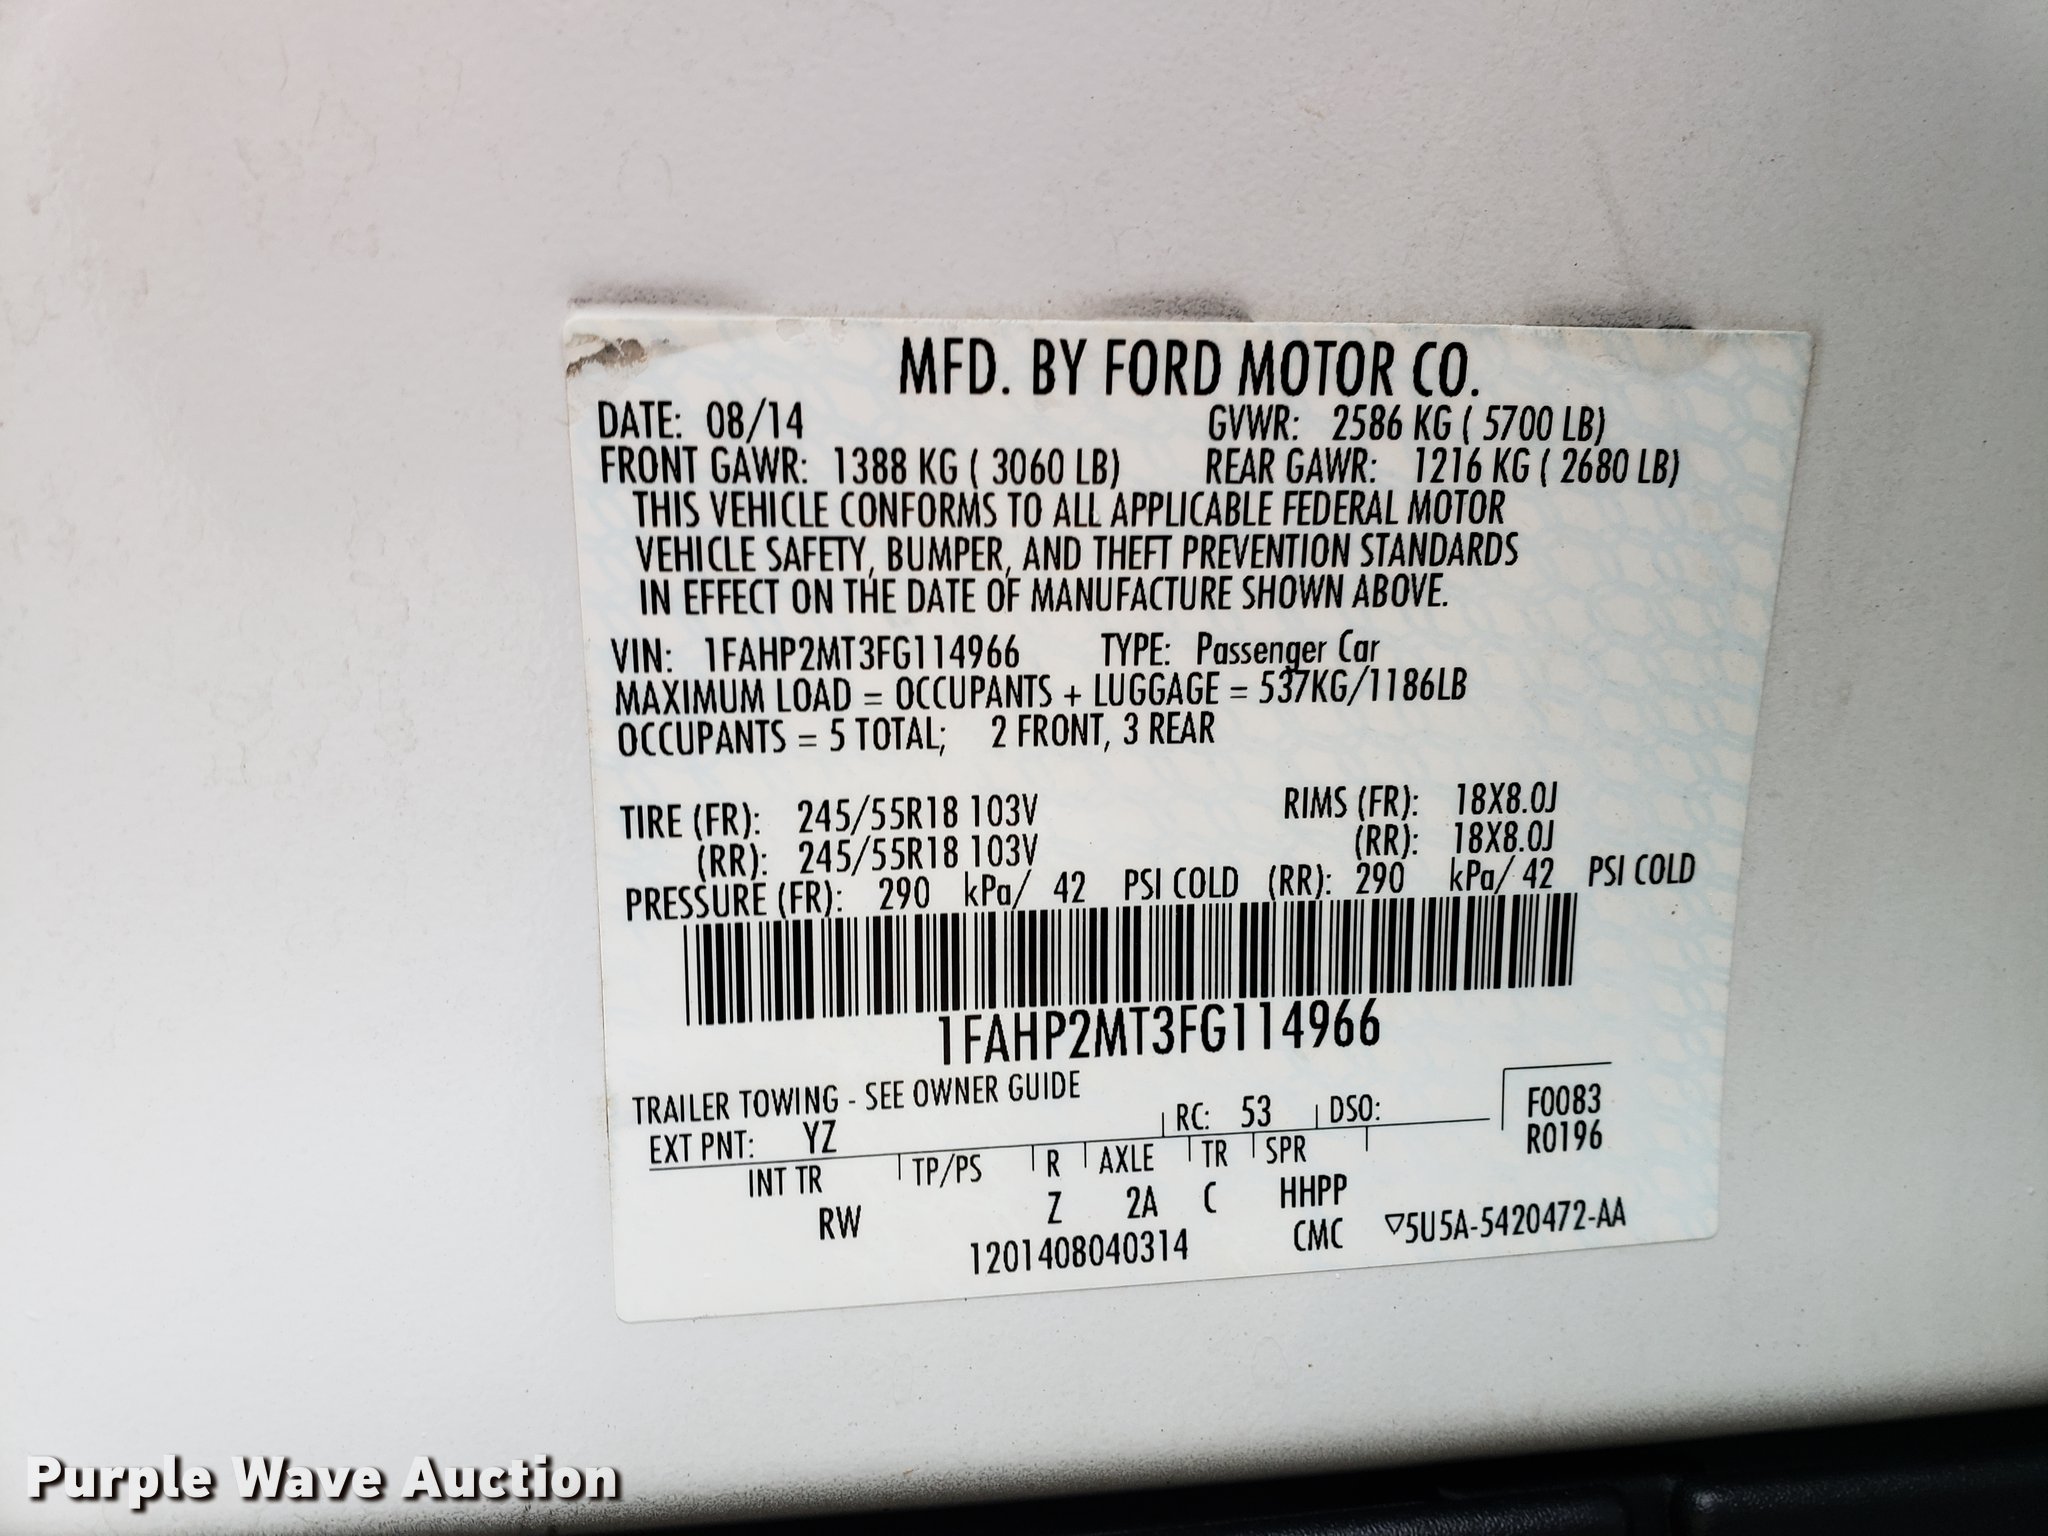 MFD. BY FORD MOTOR CO.
DATE: 08/14 GVWR: 2586 KG ( 5700 LB)
FRONT GAWR: 1388 KG ( 3060 LB) REAR GAWR: 1216 KG ( 2680 LB)
THIS VEHICLE CONFORMS TO ALL APPLICABLE FEDERAL MOTOR
VEHICLE SAFETY, BUMPER, AND THEFT PREVENTION STANDARDS
IN EFFECT ON THE DATE OF MANUFACTURE SHOWN ABOVE.
VIN: 1FAHP2MT3FG114966 TYPE: Passenger Car
MAXIMUM LOAD = OCCUPANTS + LUGGAGE = 537KG/1186LB
OCCUPANTS = 5 TOTAL; 2 FRONT, 3 REAR
TIRE (FR): 245/55R18 103V RIMS (FR): 18X8.0J
(RR): 245/55R18 103V (RR): 18X8.0J
PRESSURE (FR): 290 kPa/ 42 PSI COLD (RR): 290 kPa/ 42 PSI COLD
1FAHP2MT3FG114966
TRAILER TOWING - SEE OWNER GUIDE
EXT PNT: YZ RC: 53 DSO: F0083
R0196
INT TR TP/PS R AXLE TR SPR
RW Z 2A C HHPP
1201408040314 CMC ▽5U5A-5420472-AA
Purple Wave Auction